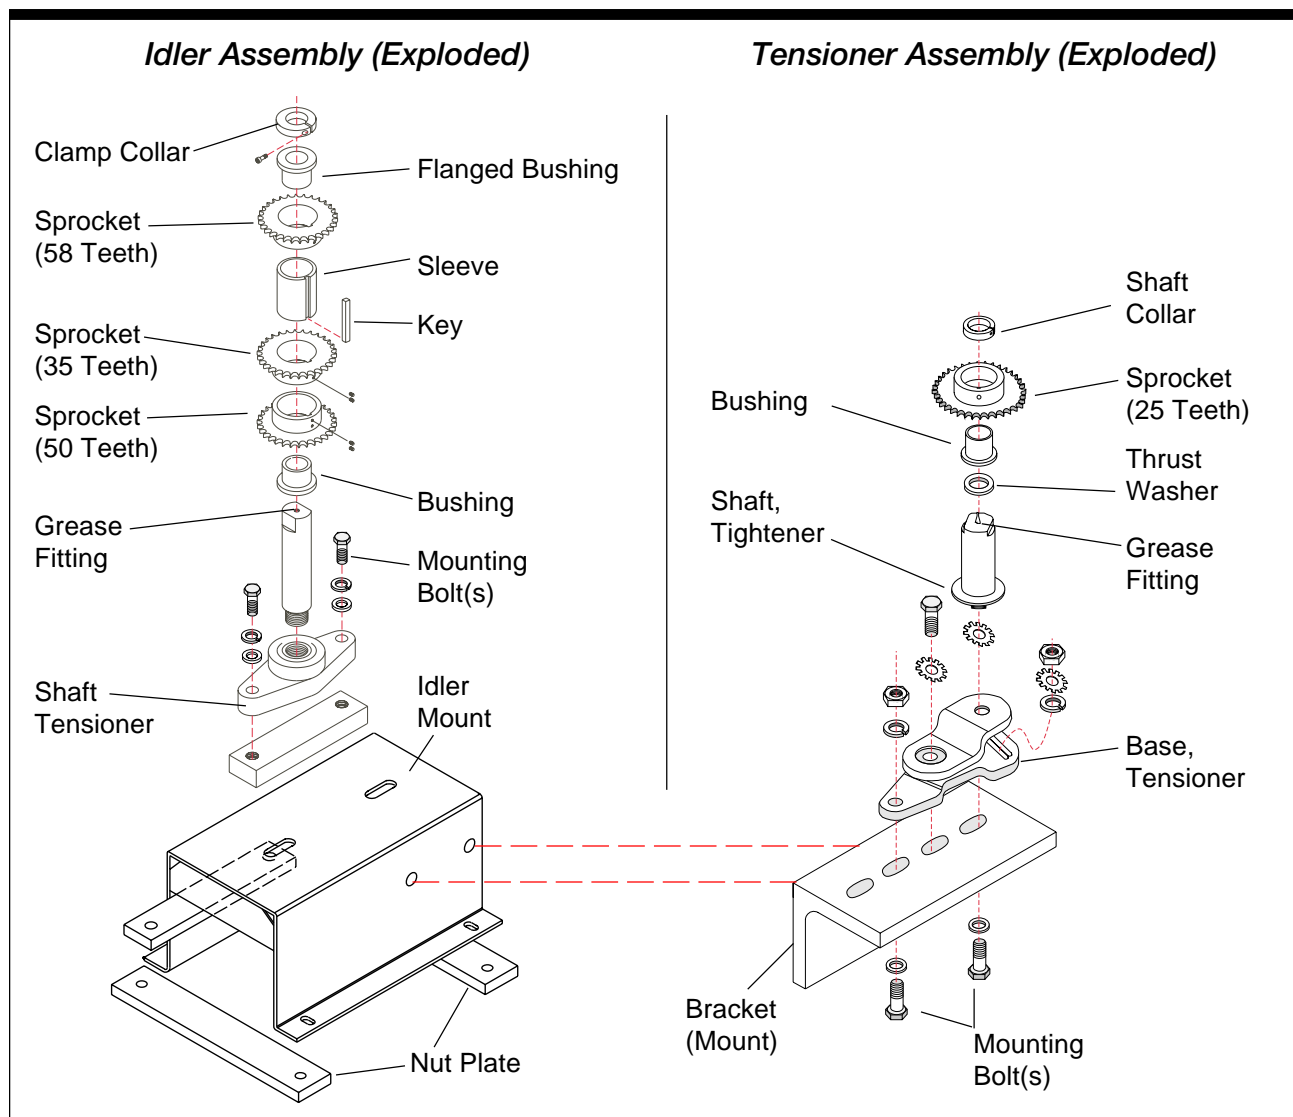 Idler Assembly (Exploded)
Clamp Collar
Flanged Bushing
Sprocket
(58 Teeth)
Sleeve
Key
Sprocket
(35 Teeth)
Sprocket
(50 Teeth)
Bushing
Grease
Fitting
Mounting
Bolt(s)
Shaft
Tensioner
Idler
Mount
Nut Plate
Tensioner Assembly (Exploded)
Shaft
Collar
Sprocket
(25 Teeth)
Bushing
Thrust
Washer
Shaft,
Tightener
Grease
Fitting
Base,
Tensioner
Bracket
(Mount)
Mounting
Bolt(s)